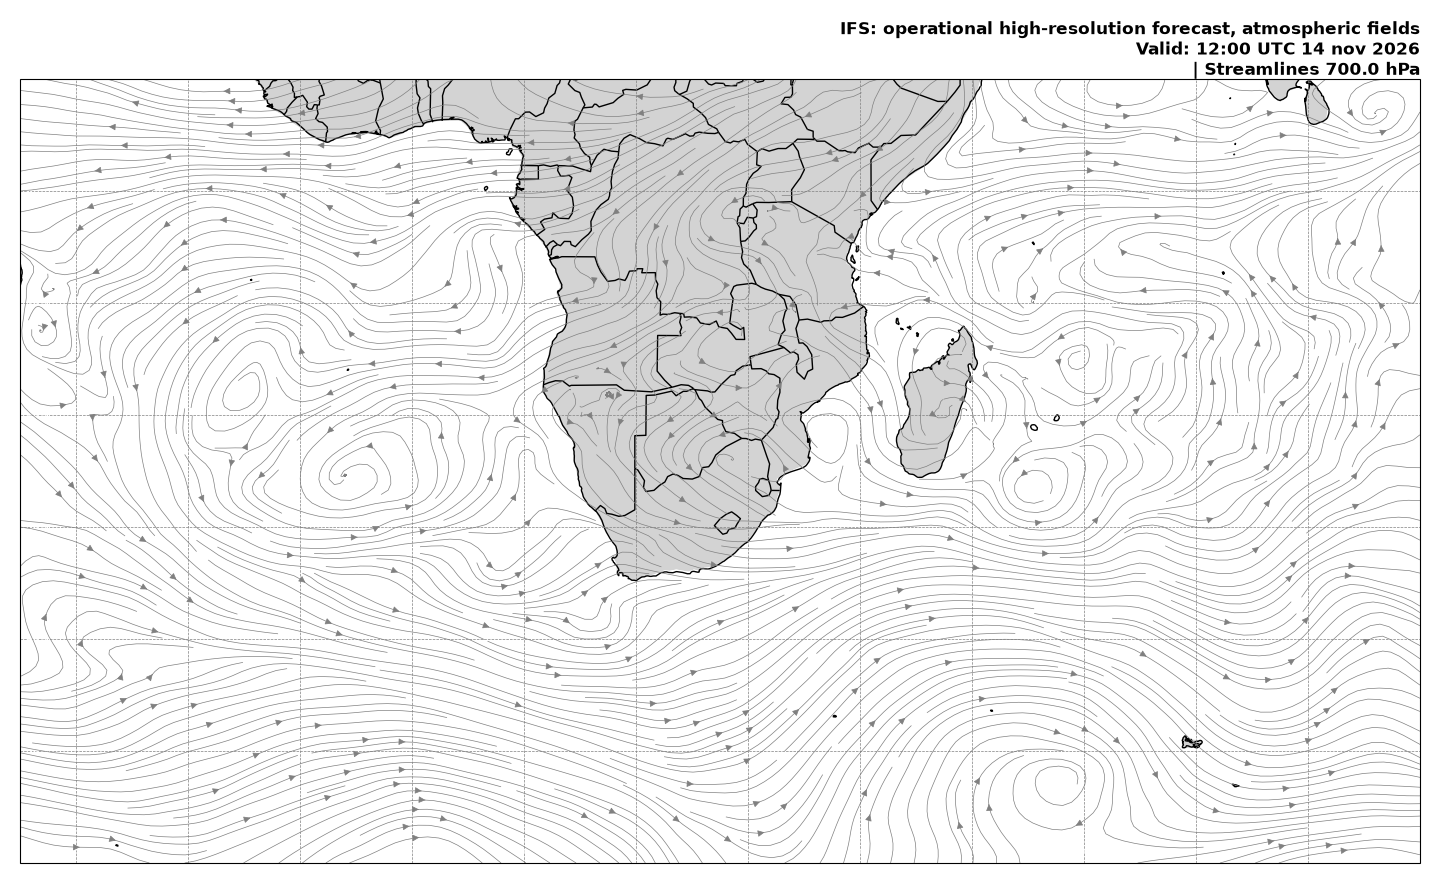 IFS: operational high-resolution forecast, atmospheric fields
Valid: 12:00 UTC 14 nov 2026
| Streamlines 700.0 hPa